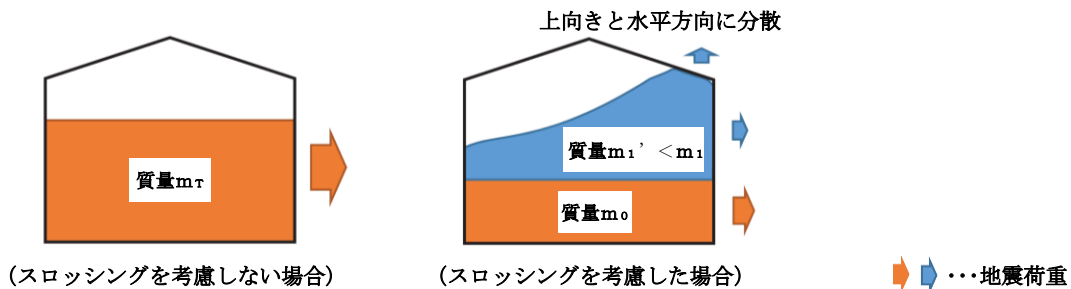 上向きと水平方向に分散
質量mT
質量m₁’<m₁
質量m₀
(スロッシングを考慮しない場合)
(スロッシングを考慮した場合)
･･･地震荷重